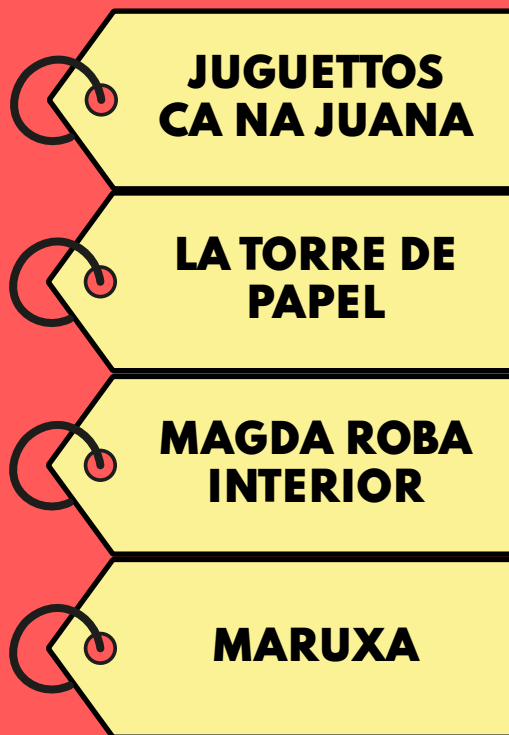 JUGUETTOS
CA NA JUANA
LA TORRE DE
PAPEL
MAGDA ROBA
INTERIOR
MARUXA